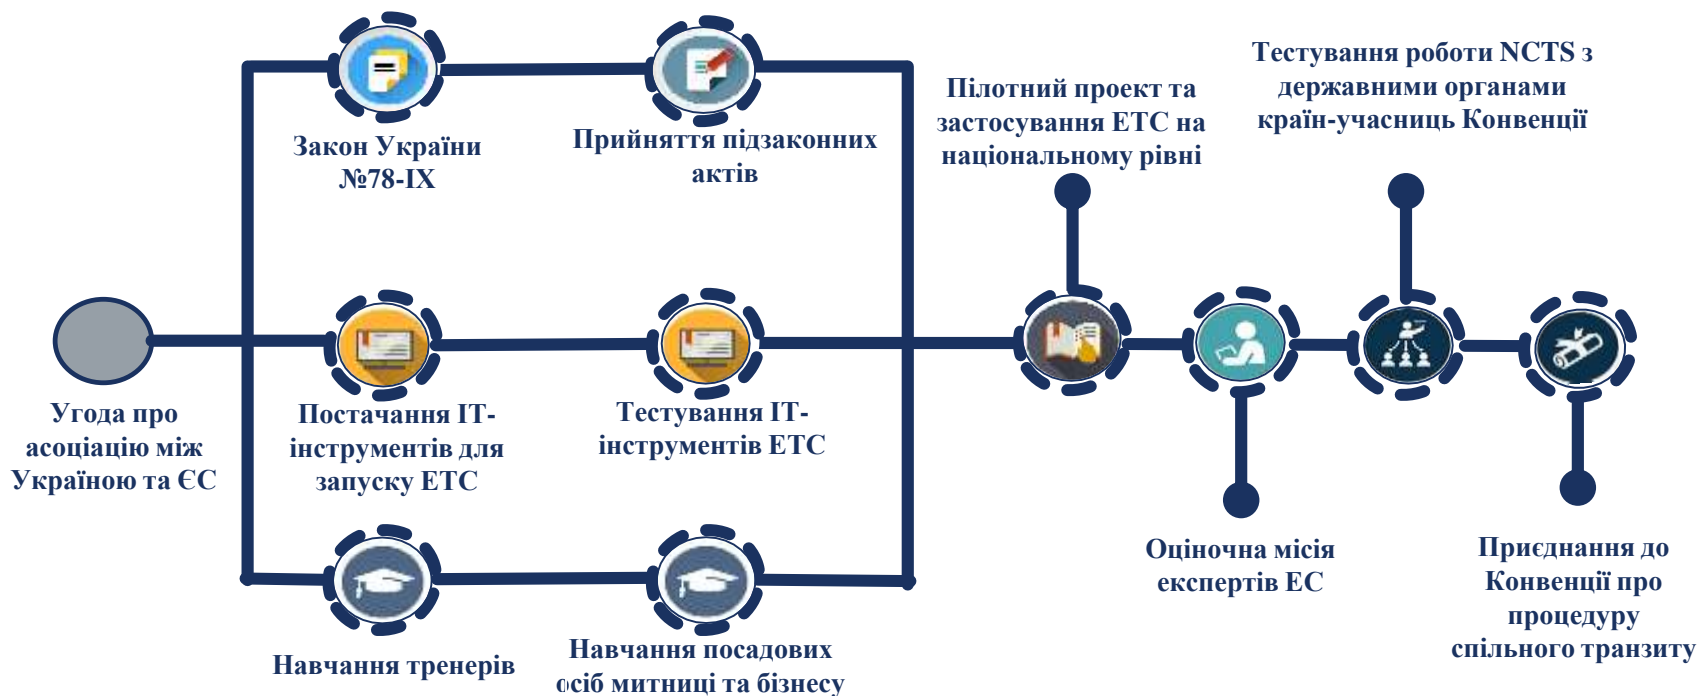 Закон України
№78-IX
Прийняття підзаконних
актів
Пілотний проект та
застосування ЕТС на
національному рівні
Тестування роботи NCTS з
державними органами
країн-учасниць Конвенції
Угода про
асоціацію між
Україною та ЄС
Постачання ІТ-
інструментів для
запуску ЕТС
Тестування ІТ-
інструментів ЕТС
Оціночна місія
експертів ЕС
Приєднання до
Конвенції про
процедуру
спільного транзиту
Навчання тренерів
Навчання посадових
осіб митниці та бізнесу